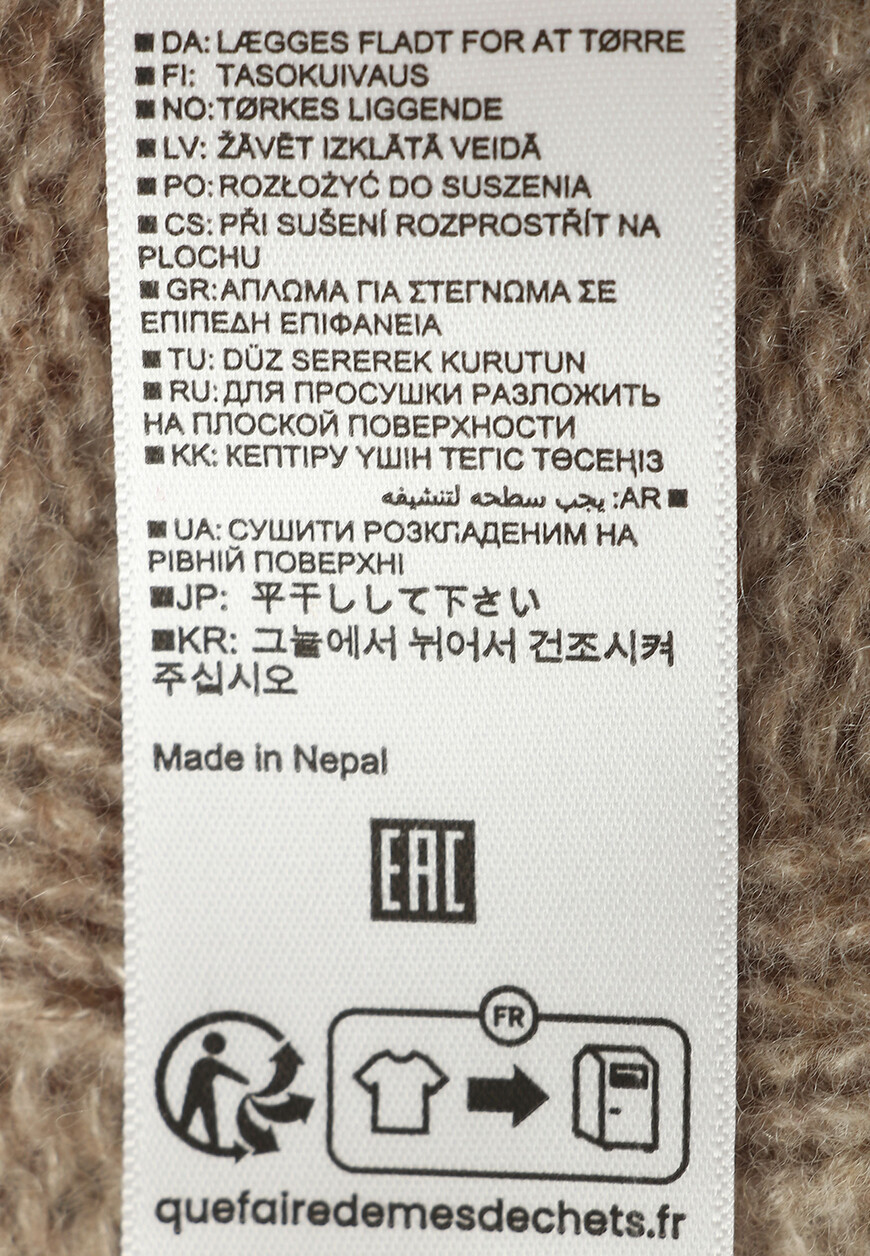 ■ DA: LÆGGES FLADT FOR AT TØRRE
■ FI: TASOKUIVAUS
■ NO:TØRKES LIGGENDE
■ LV: ŽĀVĒT IZKLĀTĀ VEIDĀ
■ PO: ROZŁOŻYĆ DO SUSZENIA
■ CS: PŘI SUŠENÍ ROZPROSTŘÍT NA
PLOCHU
■ GR:ΑΠΛΩΜΑ ΓΙΑ ΣΤΕΓΝΩΜΑ ΣΕ
ΕΠΙΠΕΔΗ ΕΠΙΦΑΝΕΙΑ
■ TU: DÜZ SEREREK KURUTUN
■ RU:ДЛЯ ПРОСУШКИ РАЗЛОЖИТЬ
НА ПЛОСКОЙ ПОВЕРХНОСТИ
■ KK: КЕПТІРУ ҮШІН ТЕГІС ТӨСЕҢІЗ
■ AR: يجب سطحه لتنشيفه
■ UA: СУШИТИ РОЗКЛАДЕНИМ НА
РІВНІЙ ПОВЕРХНІ
■JP: 平干ししして下さい
■KR: 그늘에서 뉘어서 건조시켜
주십시오
Made in Nepal
EAC
FR
quefairedemesdechets.fr